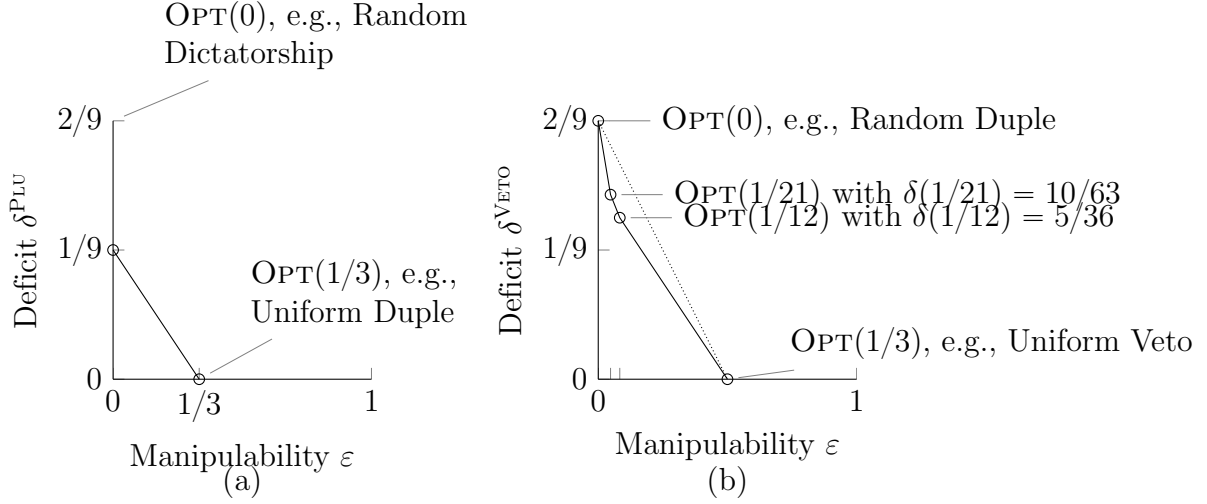 OPT(0), e.g., Random
Dictatorship
2/9
1/9
0
0
1/3
1
Deficit δ^PLU
OPT(1/3), e.g.,
Uniform Duple
Manipulability ε
(a)
2/9
1/9
0
0
1
Deficit δ^VETO
OPT(0), e.g., Random Duple
OPT(1/21) with δ(1/21) = 10/63
OPT(1/12) with δ(1/12) = 5/36
OPT(1/3), e.g., Uniform Veto
Manipulability ε
(b)